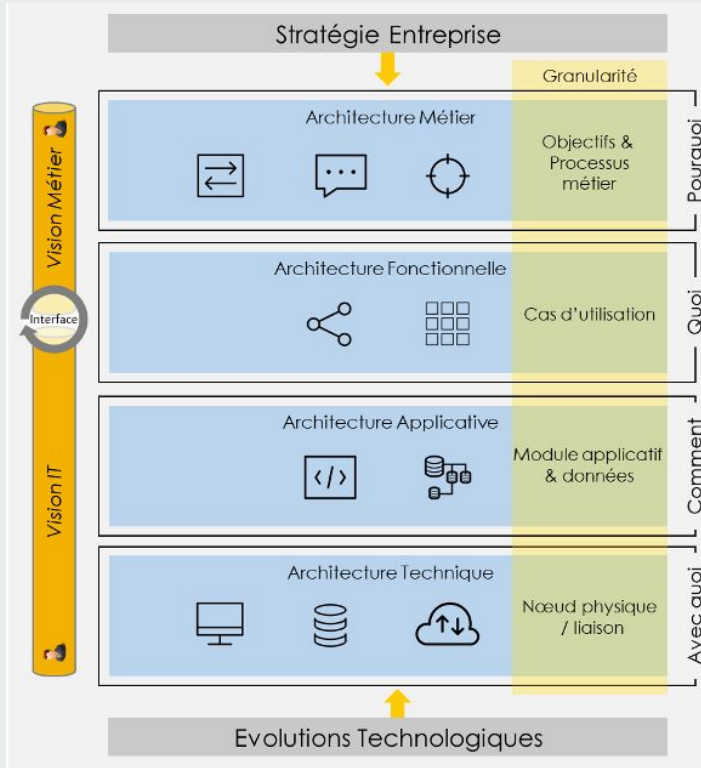 Stratégie Entreprise
Granularité
Vision Métier
Architecture Métier
Objectifs &
Processus
métier
Pourquoi
Interface
Architecture Fonctionnelle
Cas d'utilisation
Quoi
Vision IT
Architecture Applicative
Module applicatif
& données
Comment
Architecture Technique
Nœud physique
/ liaison
Avec quoi
Evolutions Technologiques